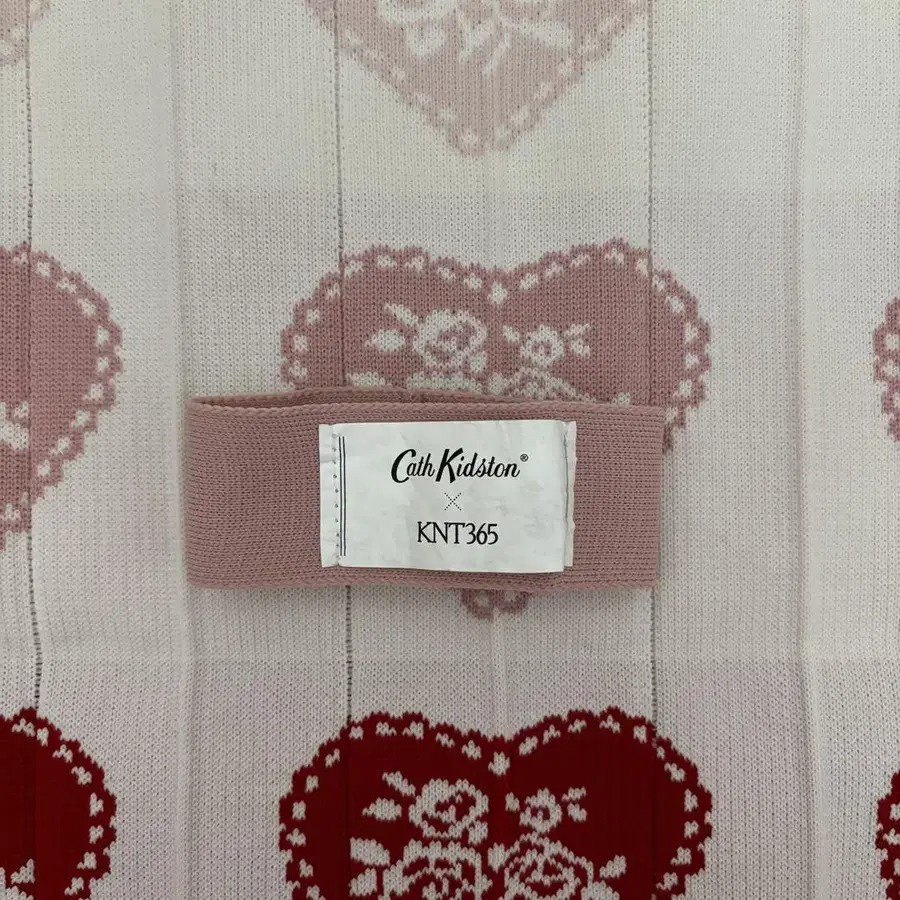 Cath Kidston®
×
KNT365